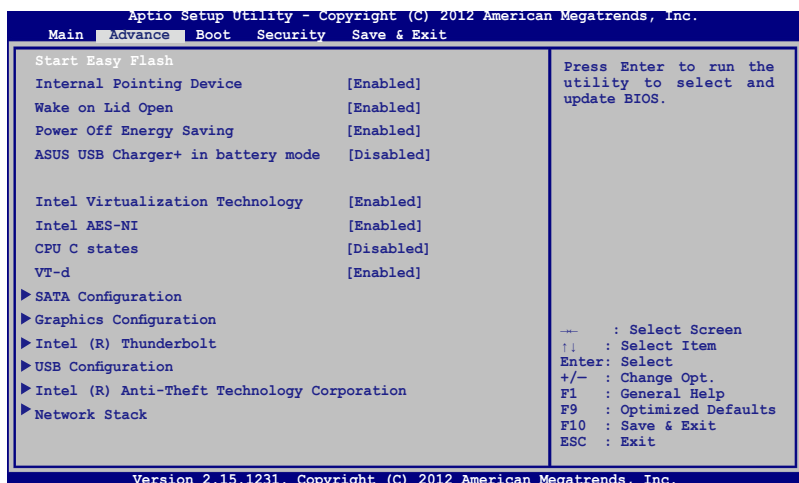 Aptio Setup Utility - Copyright (C) 2012 American Megatrends, Inc.
Main Advance Boot Security Save & Exit
Start Easy Flash
Internal Pointing Device [Enabled]
Wake on Lid Open [Enabled]
Power Off Energy Saving [Enabled]
ASUS USB Charger+ in battery mode [Disabled]
Intel Virtualization Technology [Enabled]
Intel AES-NI [Enabled]
CPU C states [Disabled]
VT-d [Enabled]
SATA Configuration
Graphics Configuration
Intel (R) Thunderbolt
USB Configuration
Intel (R) Anti-Theft Technology Corporation
Network Stack
Press Enter to run the
utility to select and
update BIOS.
→← : Select Screen
↑↓ : Select Item
Enter: Select
+/— : Change Opt.
F1 : General Help
F9 : Optimized Defaults
F10 : Save & Exit
ESC : Exit
Version 2.15.1231. Copyright (C) 2012 American Megatrends, Inc.